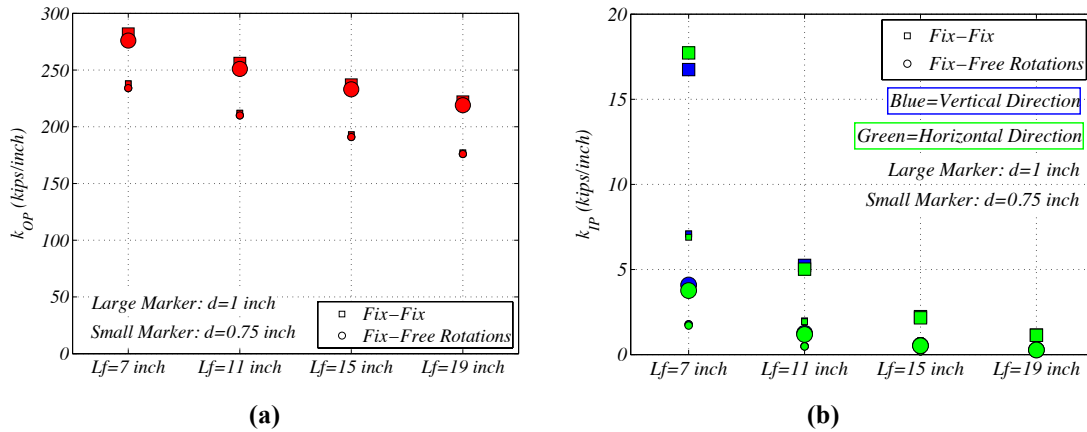 300
250
200
150
100
50
0
k_OP (kips/inch)
Large Marker: d=1 inch
Small Marker: d=0.75 inch
Fix−Fix
Fix−Free Rotations
Lf=7 inch Lf=11 inch Lf=15 inch Lf=19 inch
(a)
20
15
10
5
0
k_IP (kips/inch)
Fix−Fix
Fix−Free Rotations
Blue=Vertical Direction
Green=Horizontal Direction
Large Marker: d=1 inch
Small Marker: d=0.75 inch
Lf=7 inch Lf=11 inch Lf=15 inch Lf=19 inch
(b)